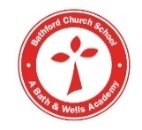 Bathford Church School
A Bath & Wells Academy